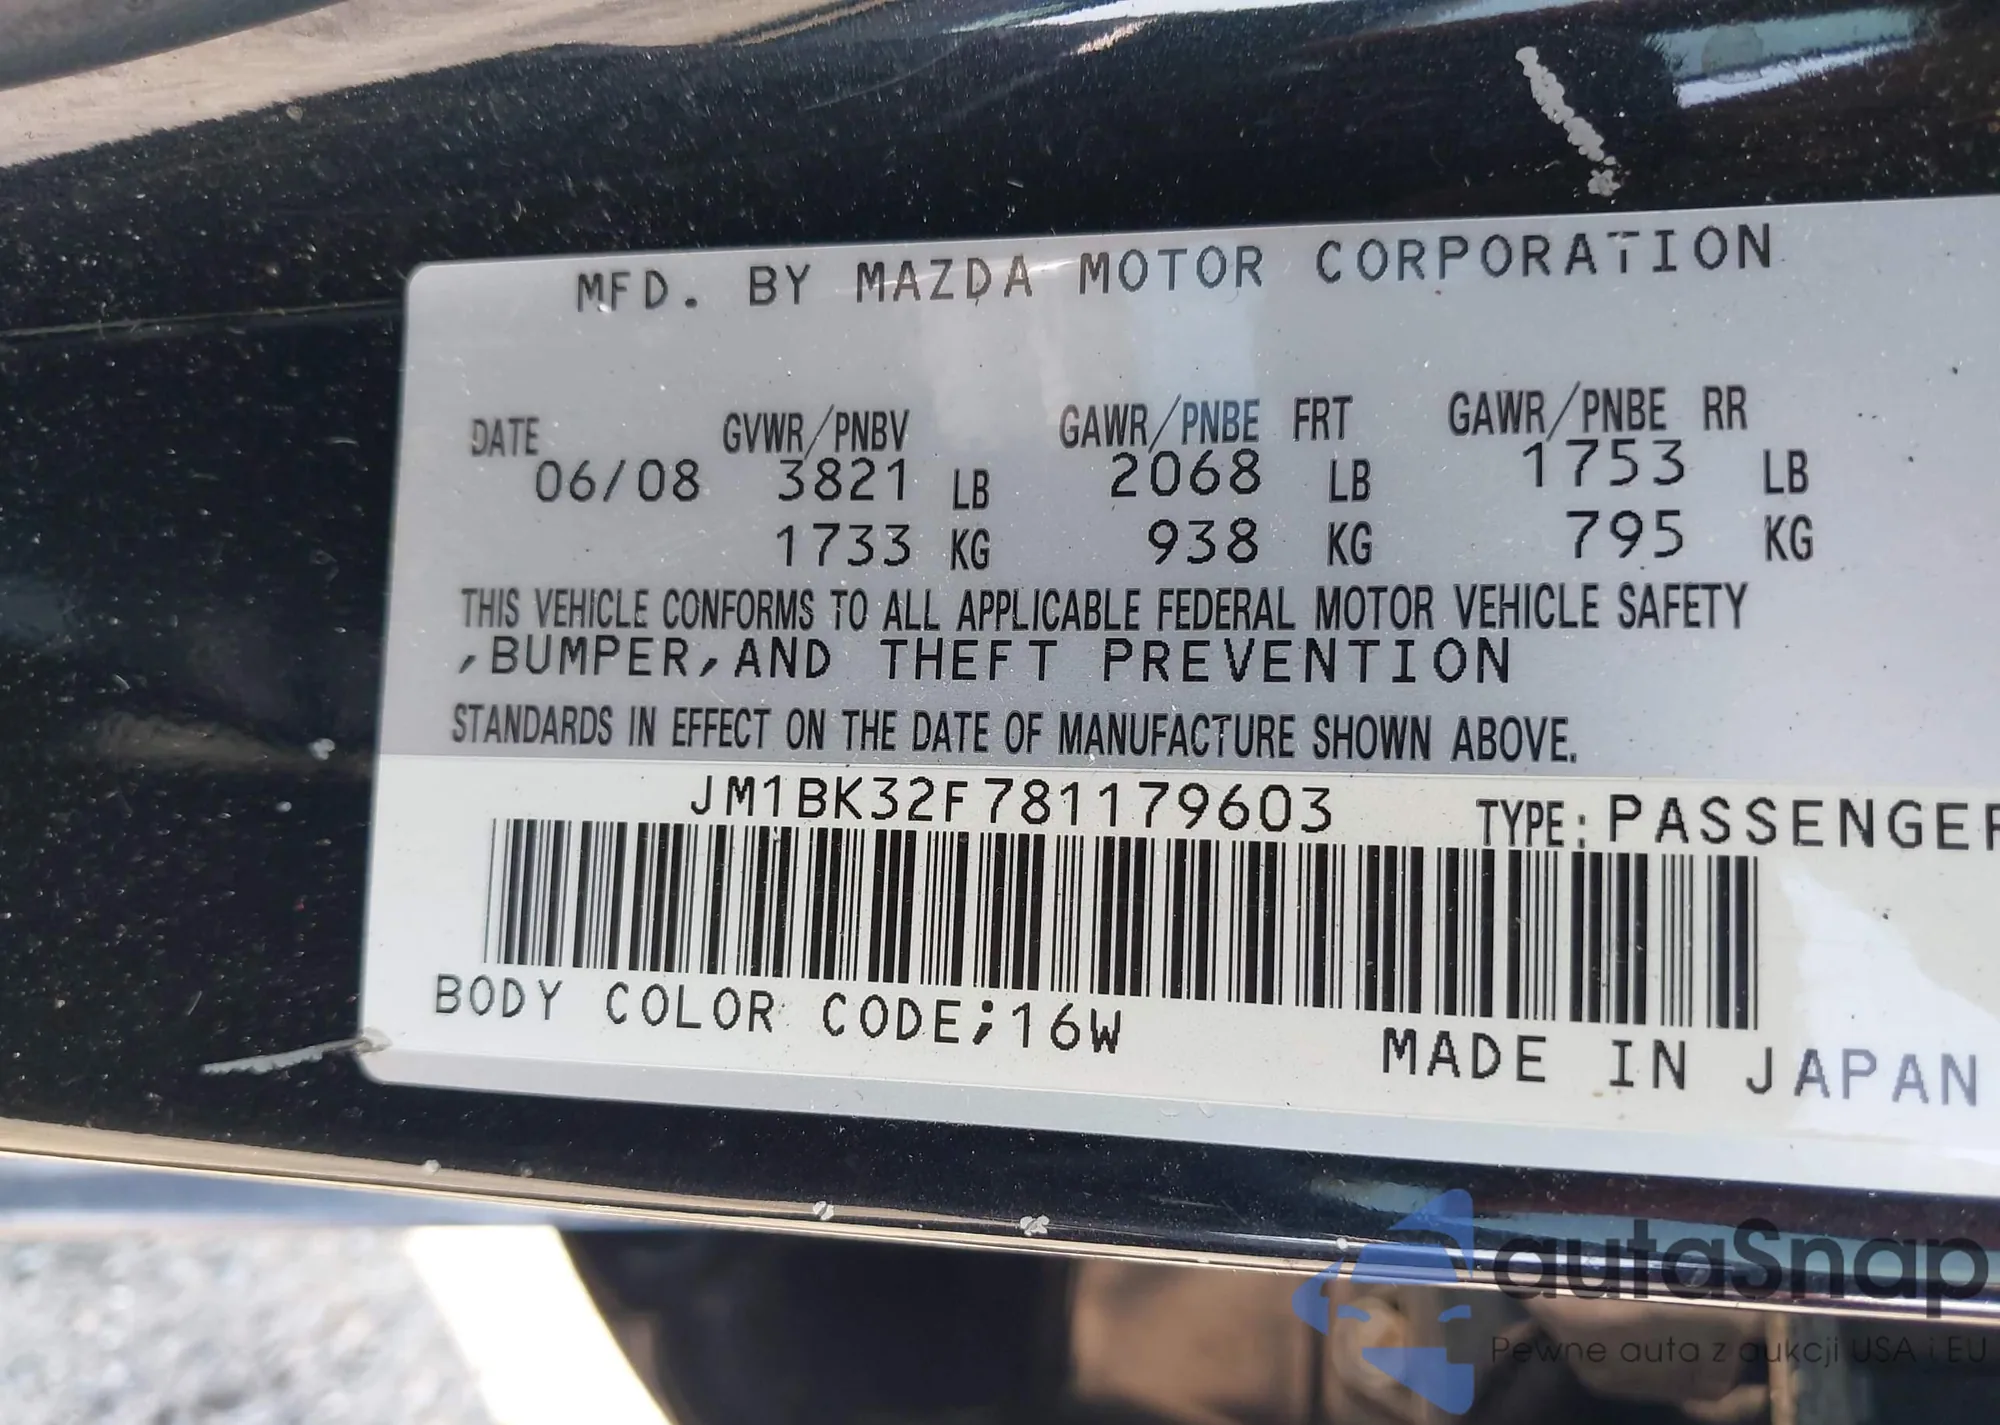 MFD. BY MAZDA MOTOR CORPORATION
DATE GVWR/PNBV GAWR/PNBE FRT GAWR/PNBE RR
06/08 3821 LB 2068 LB 1753 LB
1733 KG 938 KG 795 KG
THIS VEHICLE CONFORMS TO ALL APPLICABLE FEDERAL MOTOR VEHICLE SAFETY
,BUMPER,AND THEFT PREVENTION
STANDARDS IN EFFECT ON THE DATE OF MANUFACTURE SHOWN ABOVE.
JM1BK32F781179603 TYPE:PASSENGER
BODY COLOR CODE;16W
MADE IN JAPAN
autaSnap
Pewne auta z aukcji USA i EU